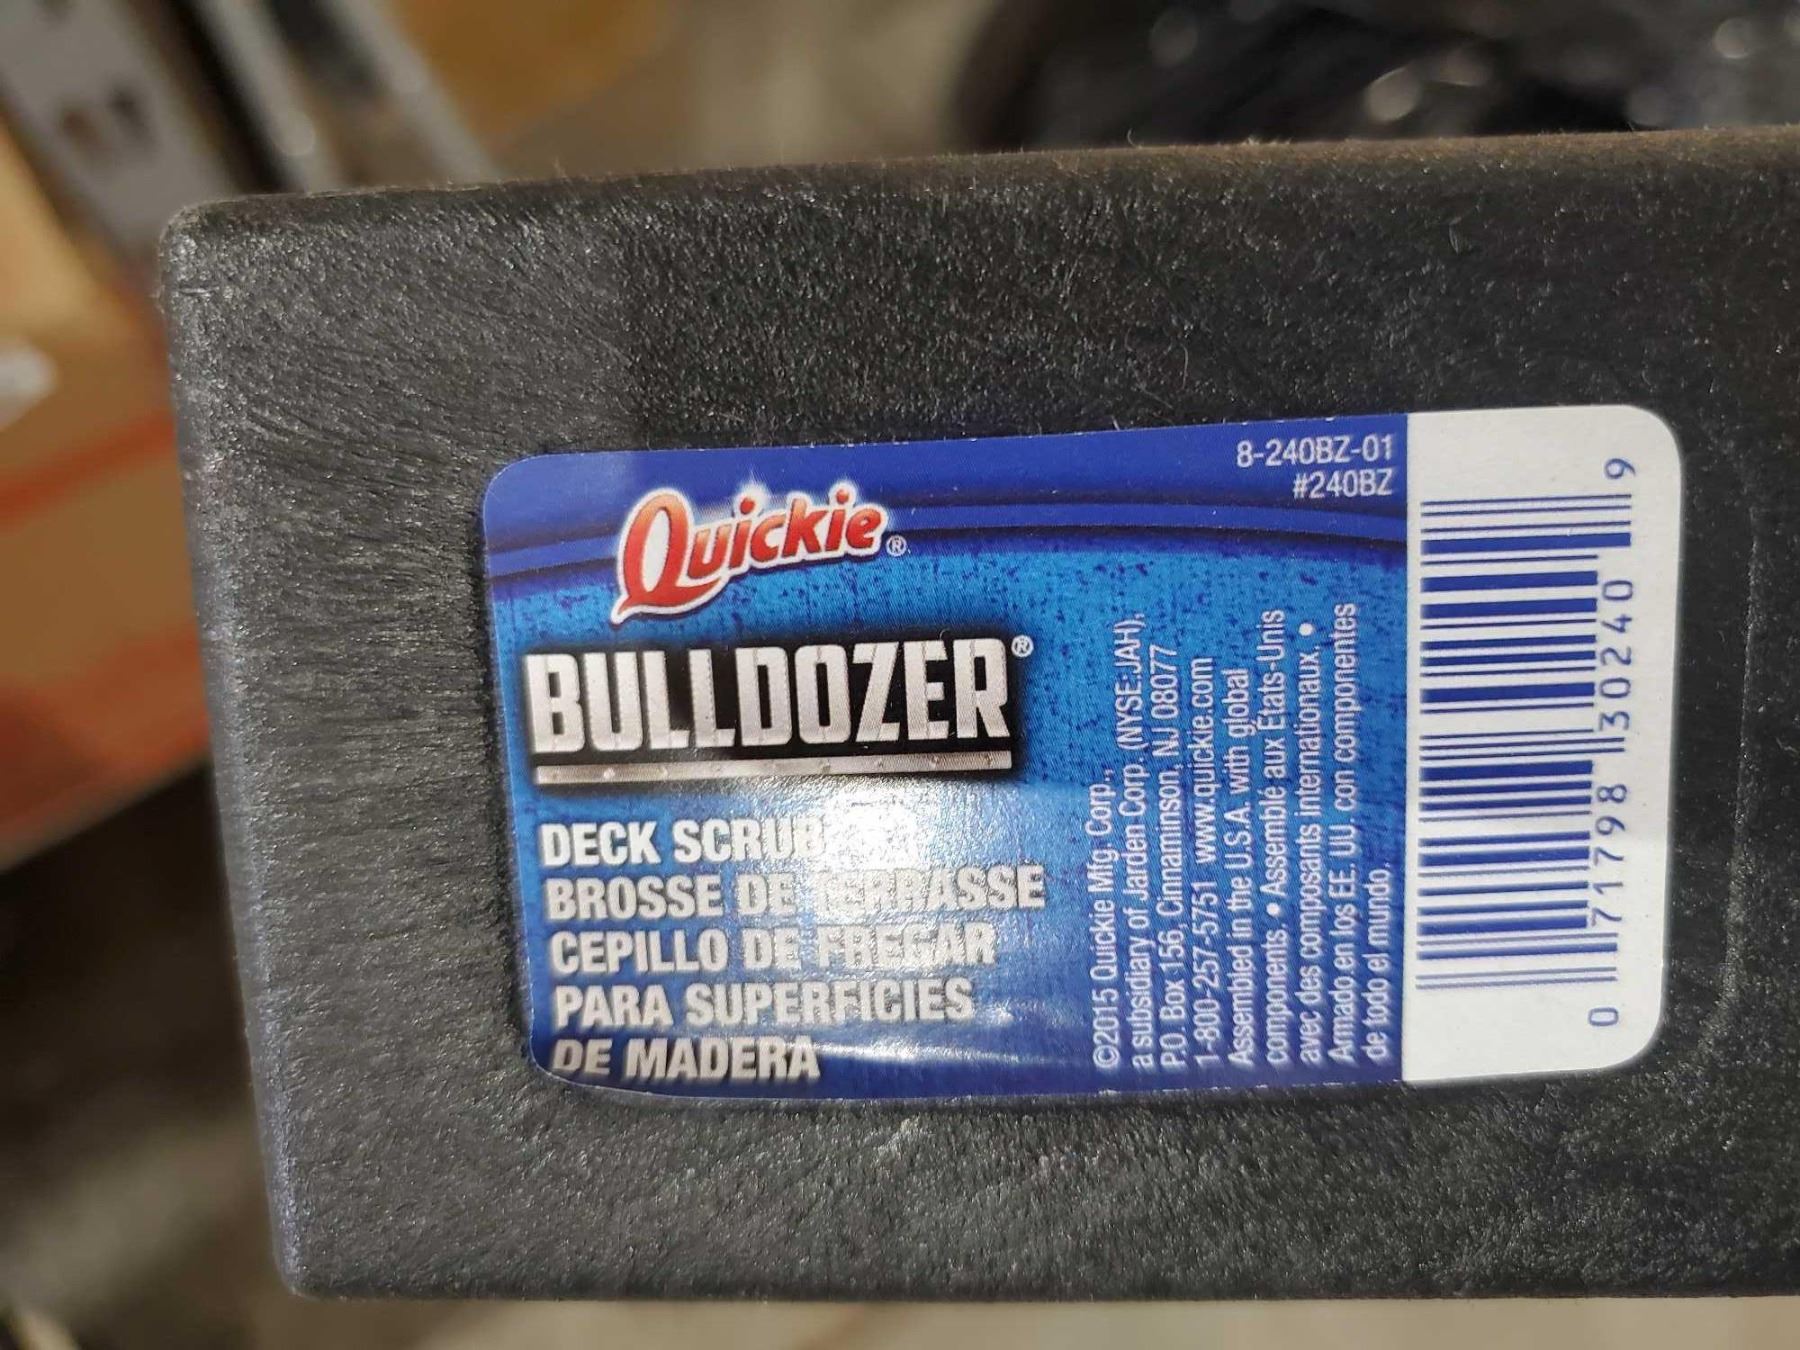 8-240BZ-01
#240BZ
Quickie®
BULLDOZER®
DECK SCRUB
BROSSE DE TERRASSE
CEPILLO DE FREGAR
PARA SUPERFICIES
DE MADERA
©2015 Quickie Mfg. Corp.,
a subsidiary of Jarden Corp. (NYSE:JAH),
P.O. Box 156, Cinnaminson, NJ 08077
1-800-257-5751 www.quickie.com
Assembled in the U.S.A. with global
components. • Assemblé aux États-Unis
avec des composants internationaux. •
Armado en los EE. UU. con componentes
de todo el mundo.
0 71798 30240 9